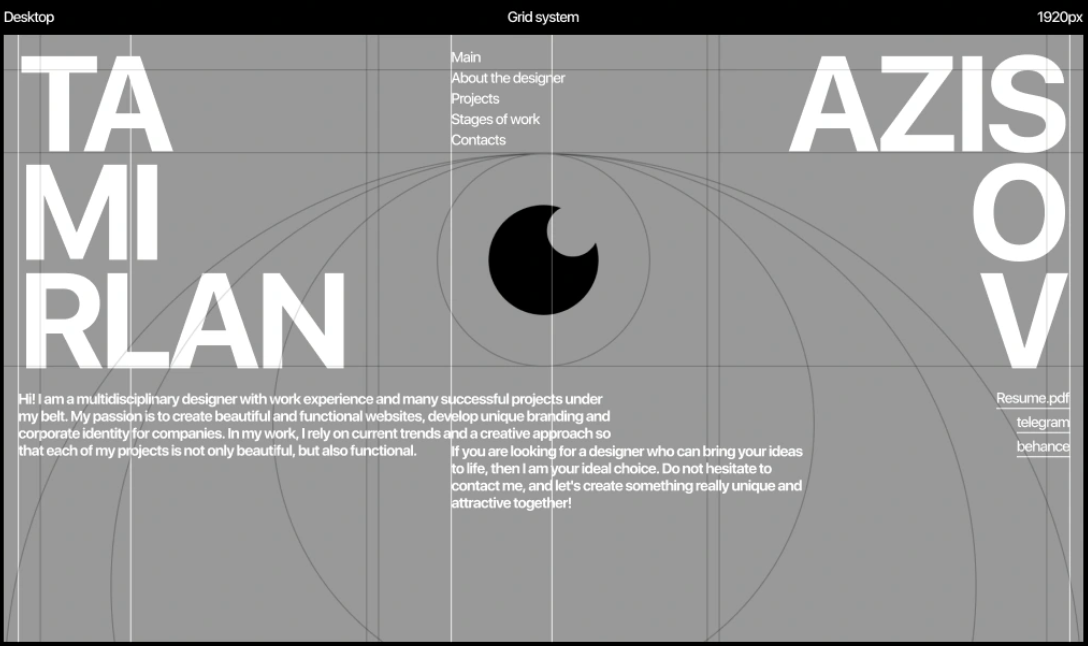 Desktop
Grid system
1920px
TA
MI
RLAN
Main
About the designer
Projects
Stages of work
Contacts
AZIS
O
V
Hi! I am a multidisciplinary designer with work experience and many successful projects under
my belt. My passion is to create beautiful and functional websites, develop unique branding and
corporate identity for companies. In my work, I rely on current trends and a creative approach so
that each of my projects is not only beautiful, but also functional.
If you are looking for a designer who can bring your ideas
to life, then I am your ideal choice. Do not hesitate to
contact me, and let's create something really unique and
attractive together!
Resume.pdf
telegram
behance